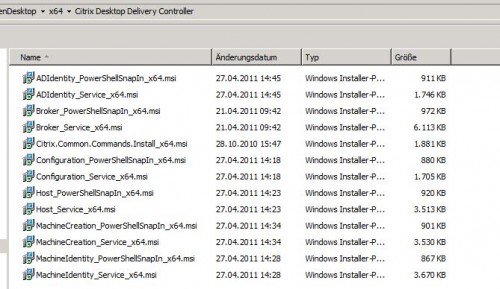 enDesktop ▸ x64 ▸ Citrix Desktop Delivery Controller
Name Änderungsdatum Typ Größe
ADIdentity_PowerShellSnapIn_x64.msi 27.04.2011 14:45 Windows Installer-P... 911 KB
ADIdentity_Service_x64.msi 27.04.2011 14:45 Windows Installer-P... 1.746 KB
Broker_PowerShellSnapIn_x64.msi 21.04.2011 09:42 Windows Installer-P... 972 KB
Broker_Service_x64.msi 21.04.2011 09:42 Windows Installer-P... 6.113 KB
Citrix.Common.Commands.Install_x64.msi 28.10.2010 15:47 Windows Installer-P... 1.881 KB
Configuration_PowerShellSnapIn_x64.msi 27.04.2011 14:18 Windows Installer-P... 880 KB
Configuration_Service_x64.msi 27.04.2011 14:18 Windows Installer-P... 1.705 KB
Host_PowerShellSnapIn_x64.msi 27.04.2011 14:23 Windows Installer-P... 920 KB
Host_Service_x64.msi 27.04.2011 14:23 Windows Installer-P... 3.513 KB
MachineCreation_PowerShellSnapIn_x64.msi 27.04.2011 14:34 Windows Installer-P... 901 KB
MachineCreation_Service_x64.msi 27.04.2011 14:34 Windows Installer-P... 3.530 KB
MachineIdentity_PowerShellSnapIn_x64.msi 27.04.2011 14:28 Windows Installer-P... 867 KB
MachineIdentity_Service_x64.msi 27.04.2011 14:28 Windows Installer-P... 3.670 KB